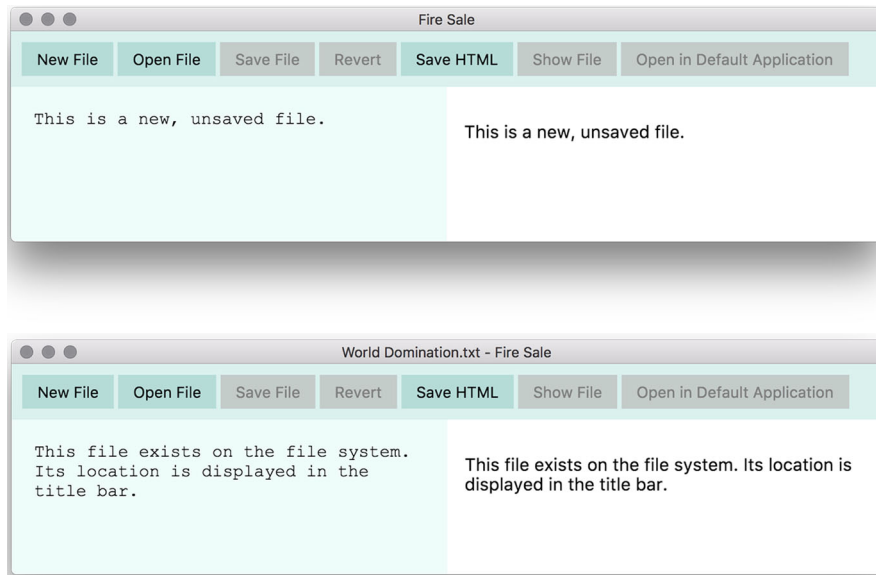 Fire Sale
New File Open File Save File Revert Save HTML Show File Open in Default Application
This is a new, unsaved file.
This is a new, unsaved file.
World Domination.txt - Fire Sale
New File Open File Save File Revert Save HTML Show File Open in Default Application
This file exists on the file system.
Its location is displayed in the
title bar.
This file exists on the file system. Its location is
displayed in the title bar.